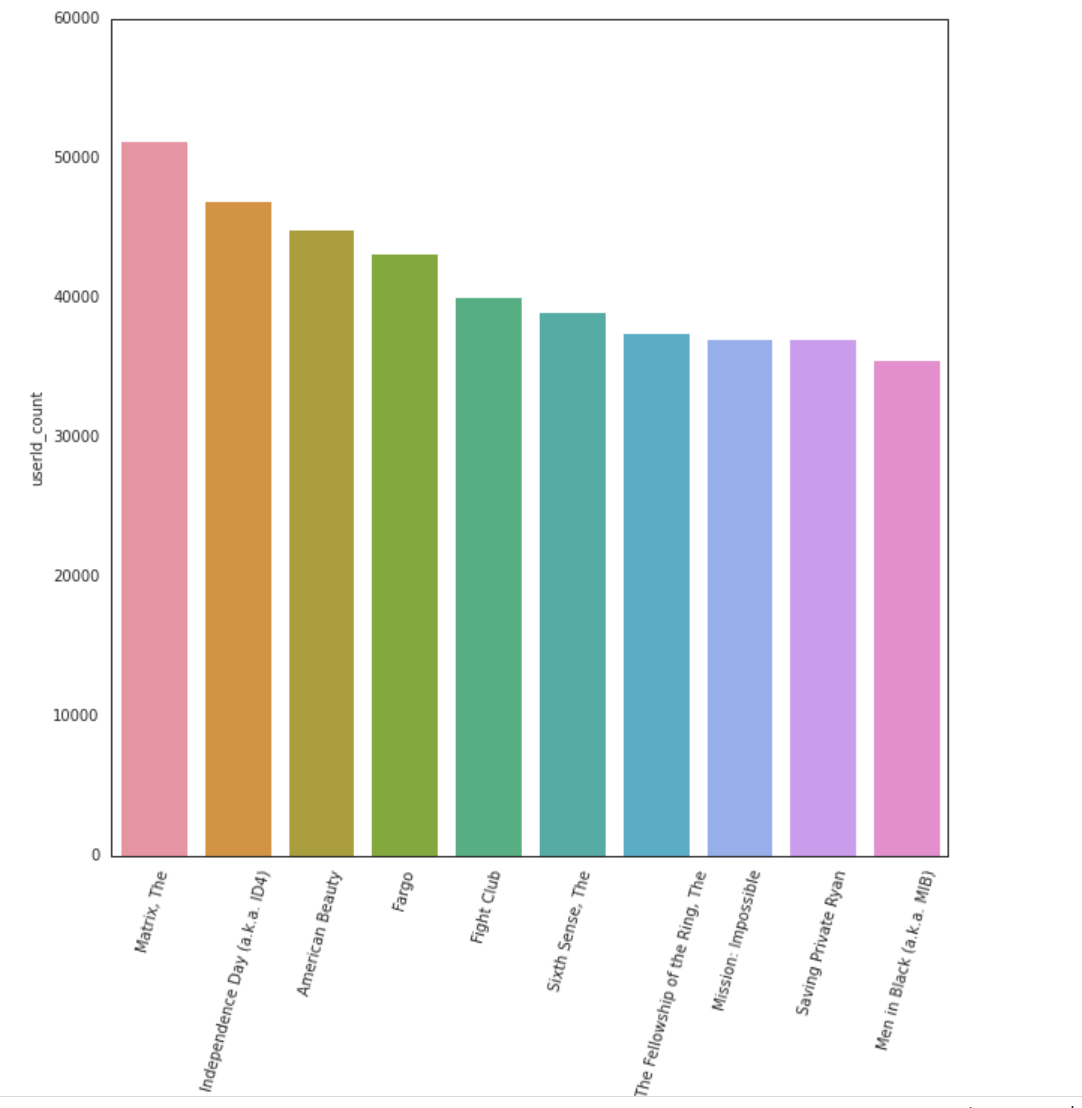 60000
50000
40000
30000
20000
10000
0
userId_count
Matrix, The
Independence Day (a.k.a. ID4)
American Beauty
Fargo
Fight Club
Sixth Sense, The
The Fellowship of the Ring, The
Mission: Impossible
Saving Private Ryan
Men in Black (a.k.a. MIB)